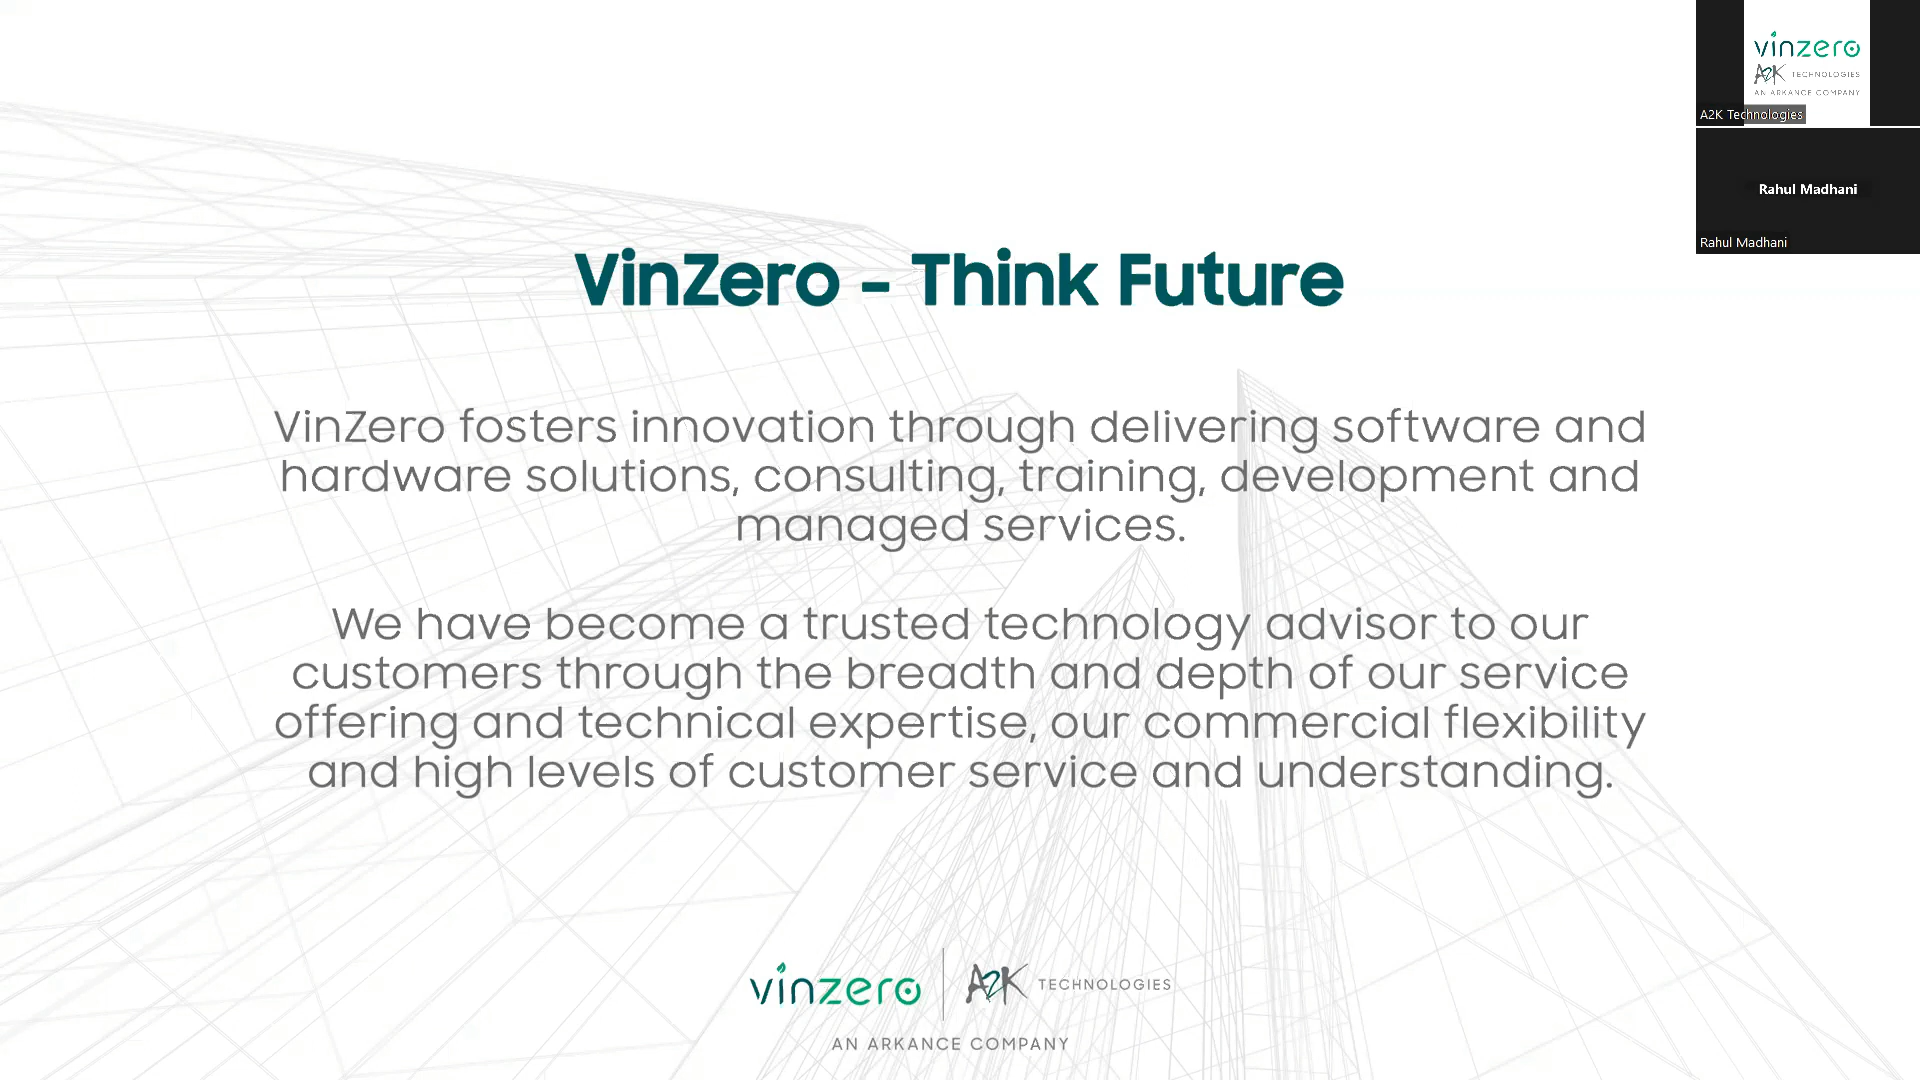 vinzero
A2K TECHNOLOGIES
AN ARKANCE COMPANY
A2K Technologies
Rahul Madhani
Rahul Madhani
VinZero - Think Future
VinZero fosters innovation through delivering software and
hardware solutions, consulting, training, development and
managed services.
We have become a trusted technology advisor to our
customers through the breadth and depth of our service
offering and technical expertise, our commercial flexibility
and high levels of customer service and understanding.
vinzero A2K TECHNOLOGIES
AN ARKANCE COMPANY